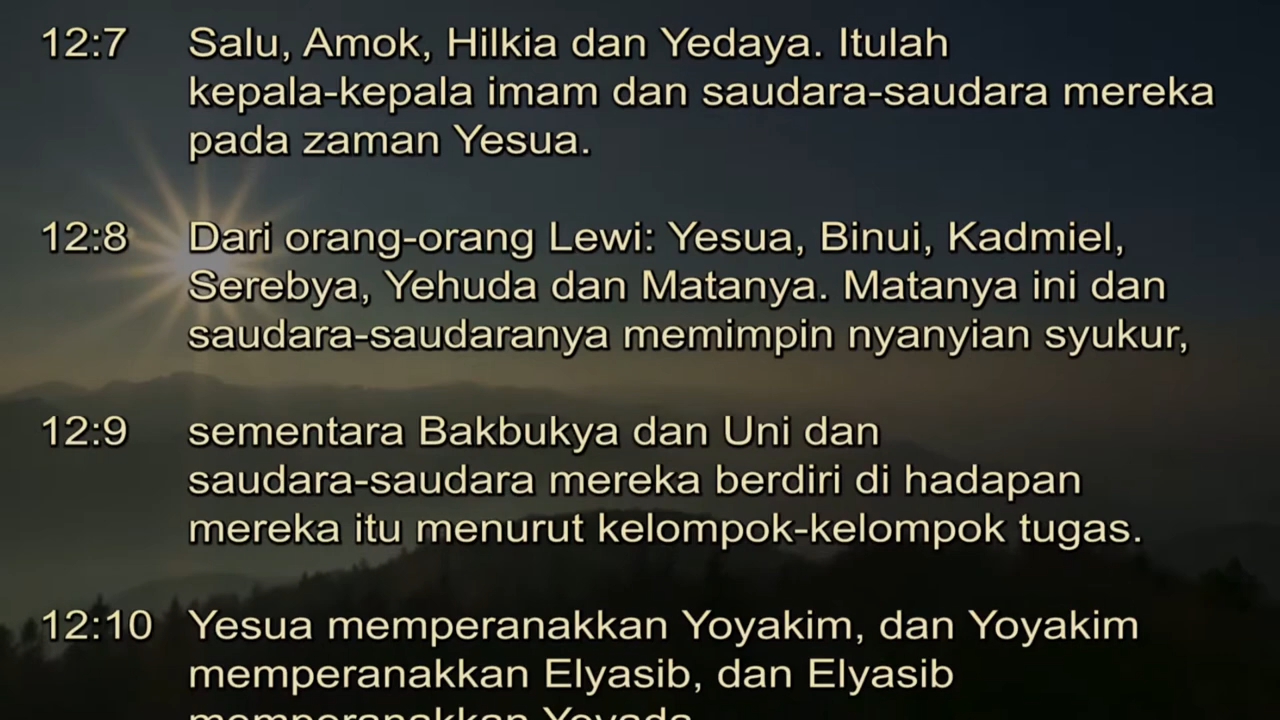 12:7 Salu, Amok, Hilkia dan Yedaya. Itulah
kepala-kepala imam dan saudara-saudara mereka
pada zaman Yesua.
12:8 Dari orang-orang Lewi: Yesua, Binui, Kadmiel,
Serebya, Yehuda dan Matanya. Matanya ini dan
saudara-saudaranya memimpin nyanyian syukur,
12:9 sementara Bakbukya dan Uni dan
saudara-saudara mereka berdiri di hadapan
mereka itu menurut kelompok-kelompok tugas.
12:10 Yesua memperanakkan Yoyakim, dan Yoyakim
memperanakkan Elyasib, dan Elyasib
memperanakkan Yoyada